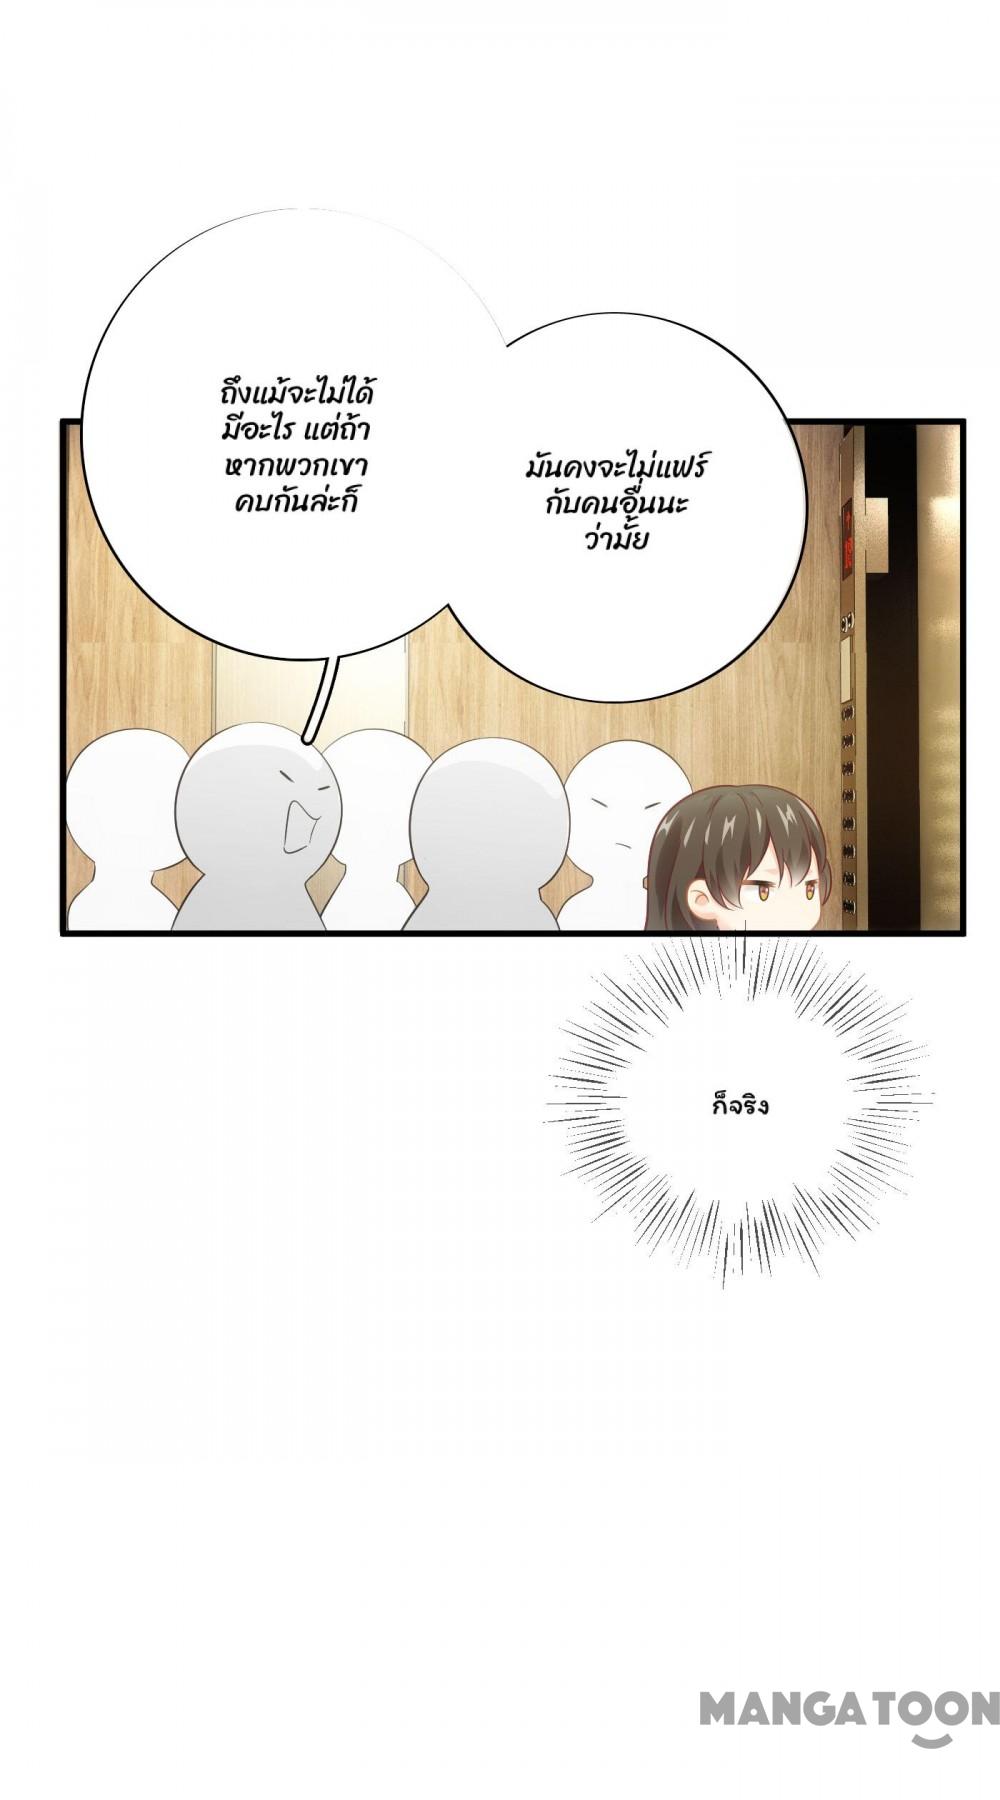 ถึงแม้จะไม่ได้
มีอะไร แต่ถ้า
หากพวกเขา
คบกันล่ะก็
มันคงจะไม่แฟร์
กับคนอื่นนะ
ว่ามั้ย
ก็จริง
MANGATOON